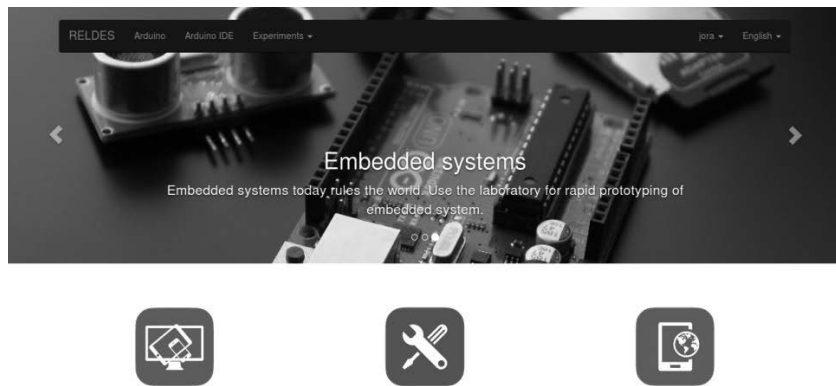 RELDES Arduino Arduino IDE Experiments jora English
Embedded systems
Embedded systems today rules the world. Use the laboratory for rapid prototyping of
embedded system.
UNO